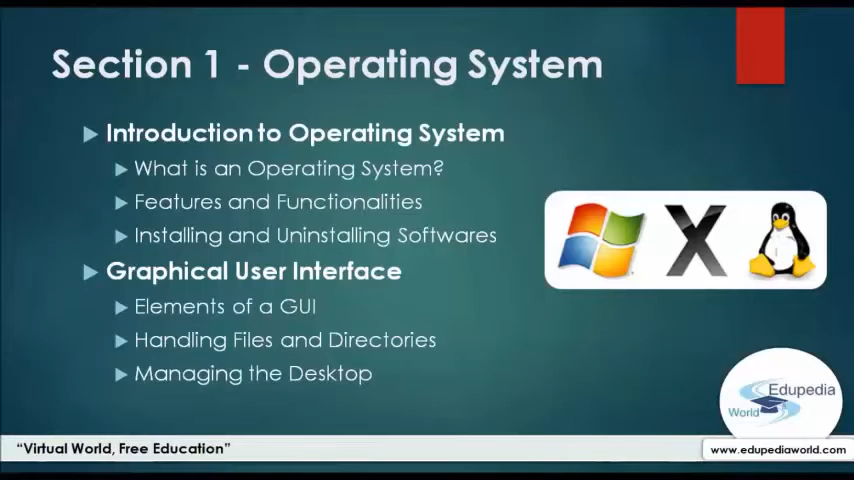 Section 1 - Operating System
Introduction to Operating System
What is an Operating System?
Features and Functionalities
Installing and Uninstalling Softwares
Graphical User Interface
Elements of a GUI
Handling Files and Directories
Managing the Desktop
X
Edupedia
World
“Virtual World, Free Education”
www.edupediaworld.com